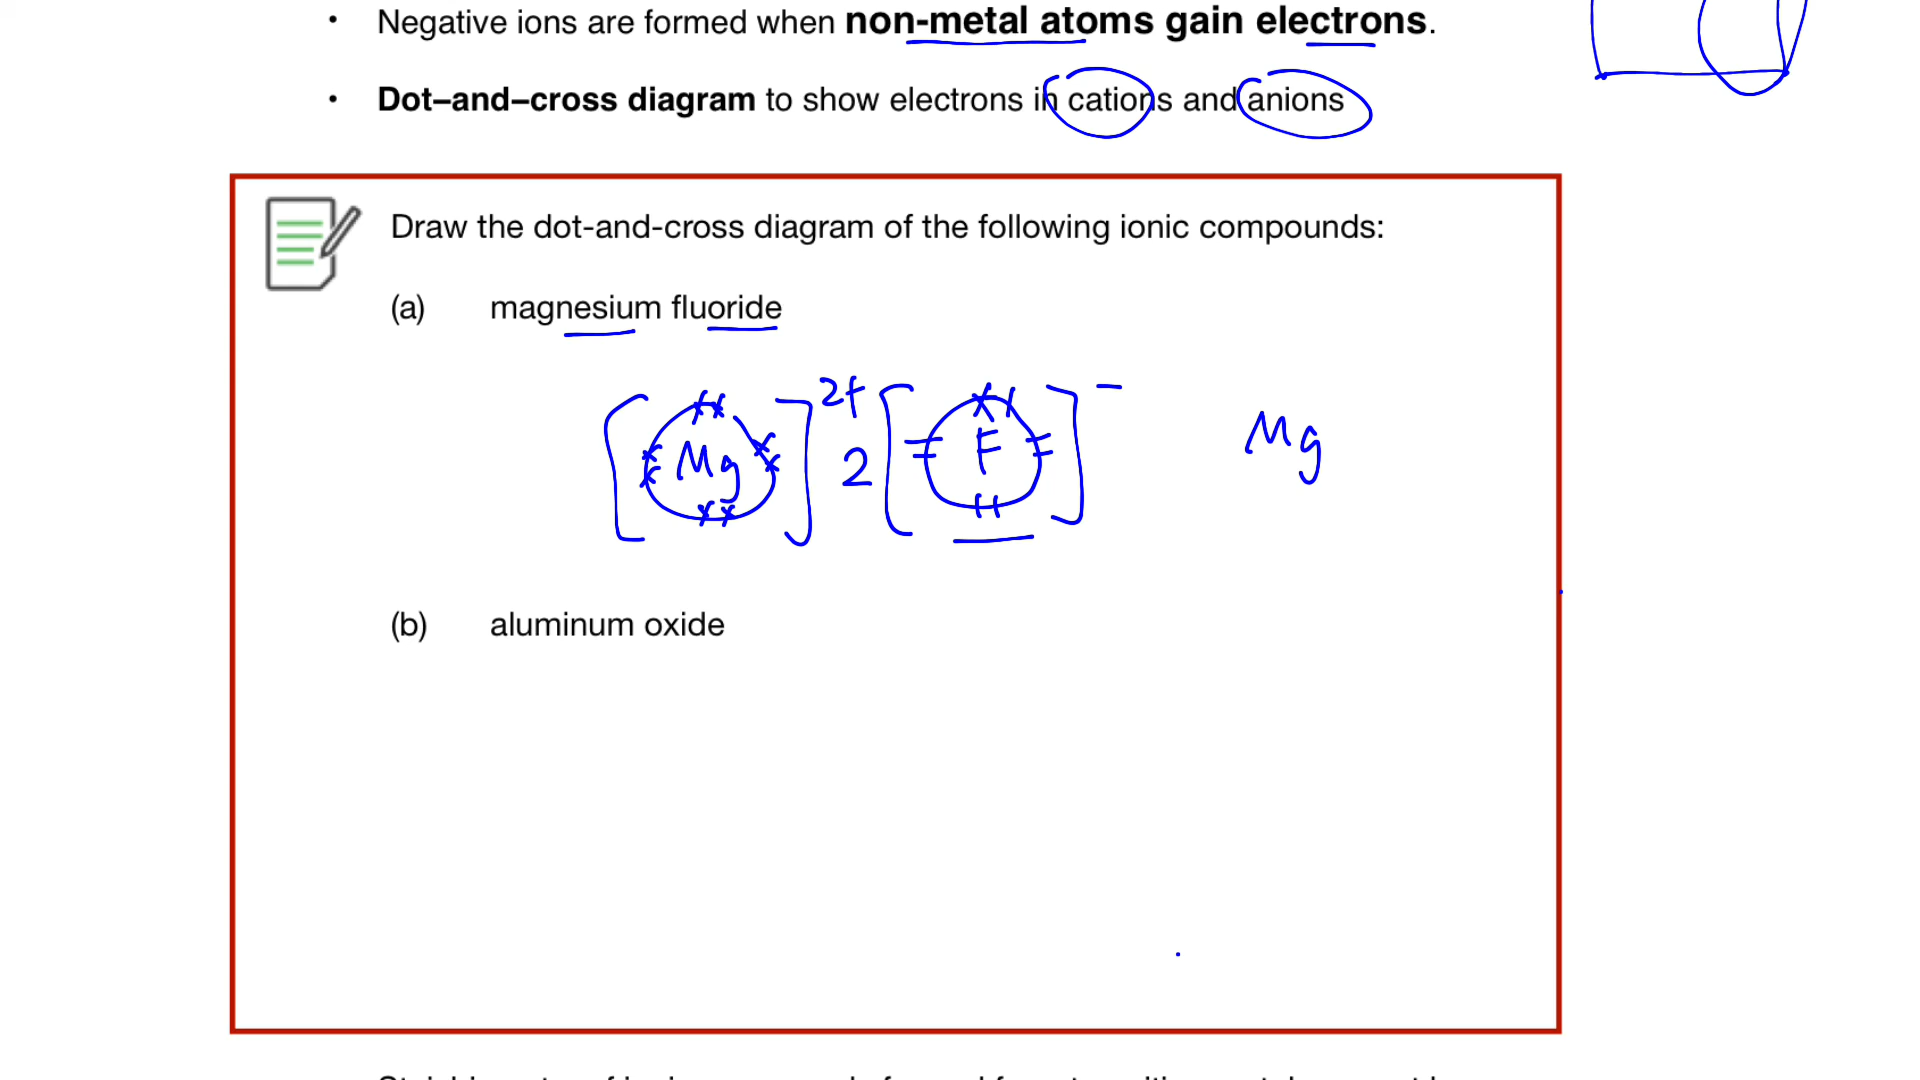 • Negative ions are formed when non-metal atoms gain electrons.
• Dot–and–cross diagram to show electrons in cations and anions
Draw the dot-and-cross diagram of the following ionic compounds:
(a) magnesium fluoride
[Mg]2+ 2[F]− Mg
(b) aluminum oxide